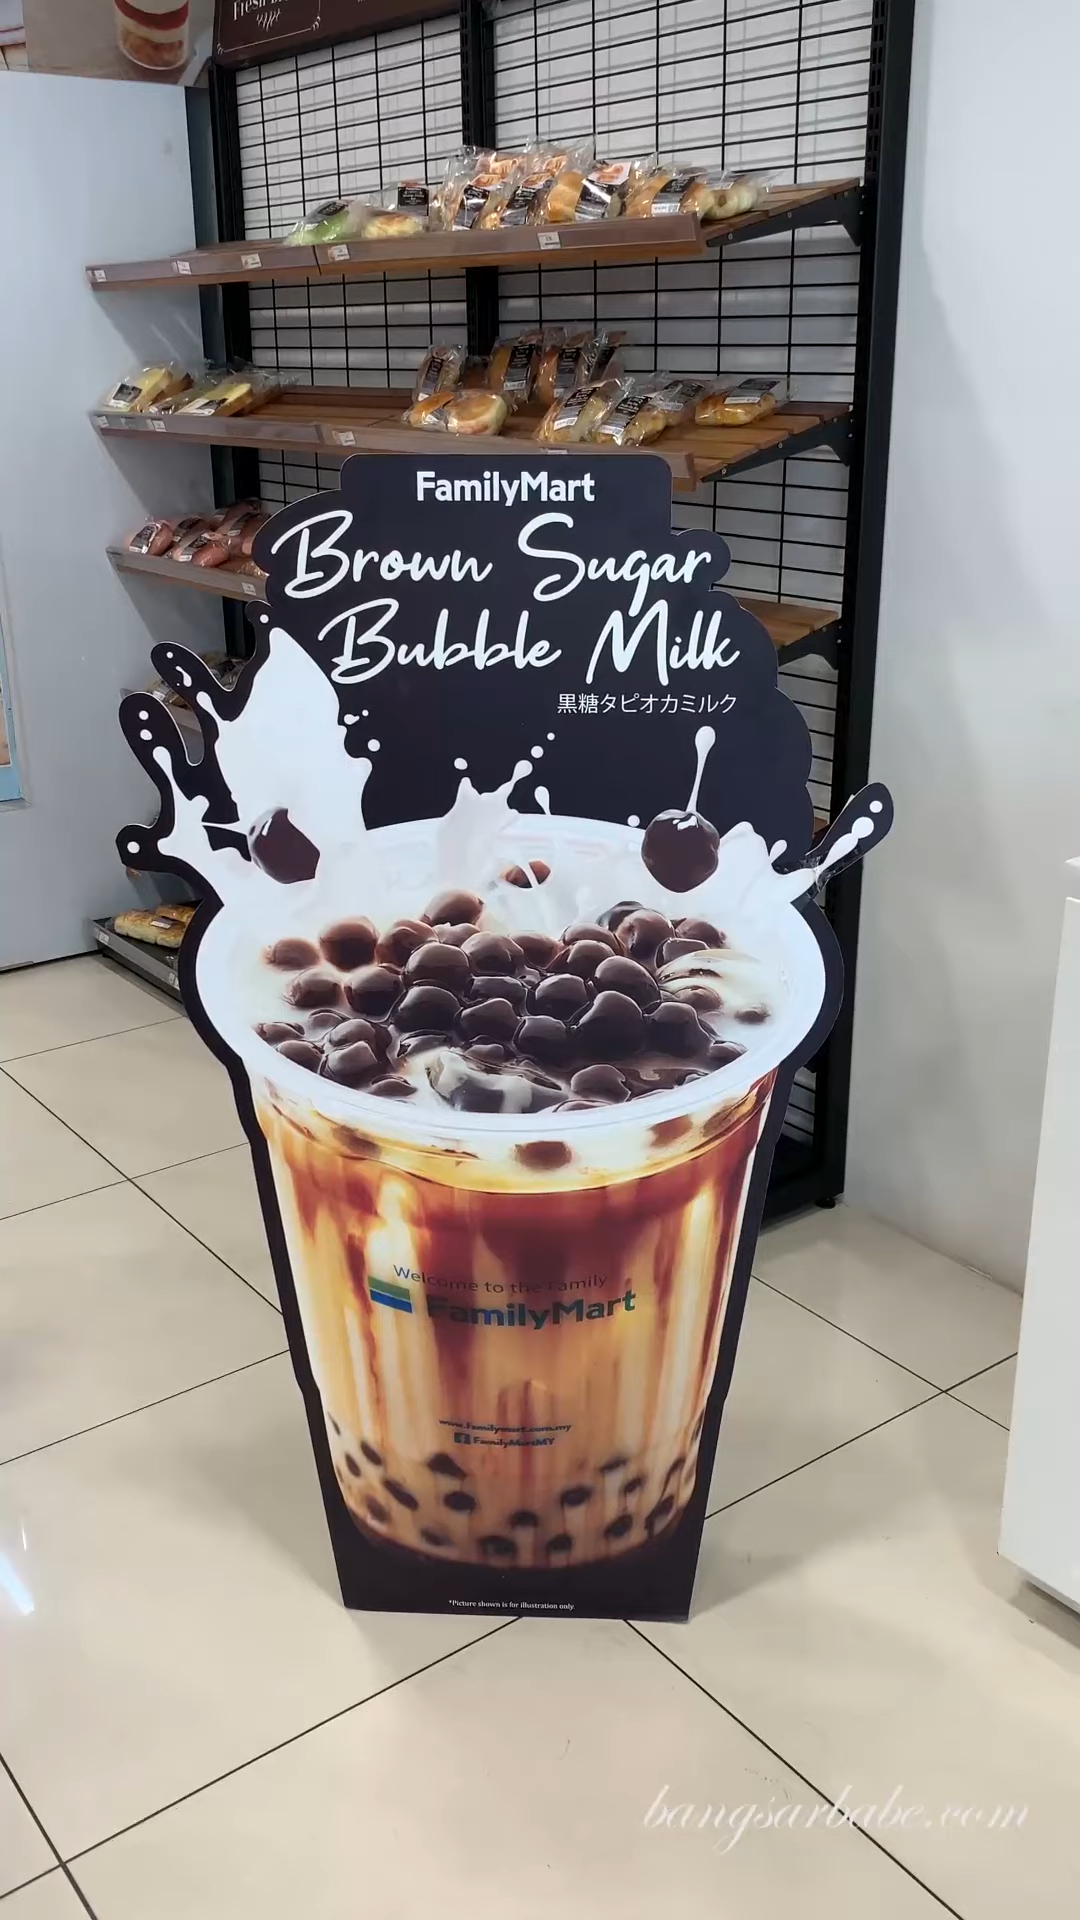 Fresh
FamilyMart
Brown Sugar
Bubble Milk
黒糖タピオカミルク
Welcome to the Family
FamilyMart
www.familymart.com.my
FamilyMartMY
*Picture shown is for illustration only.
bangsarbabe.com